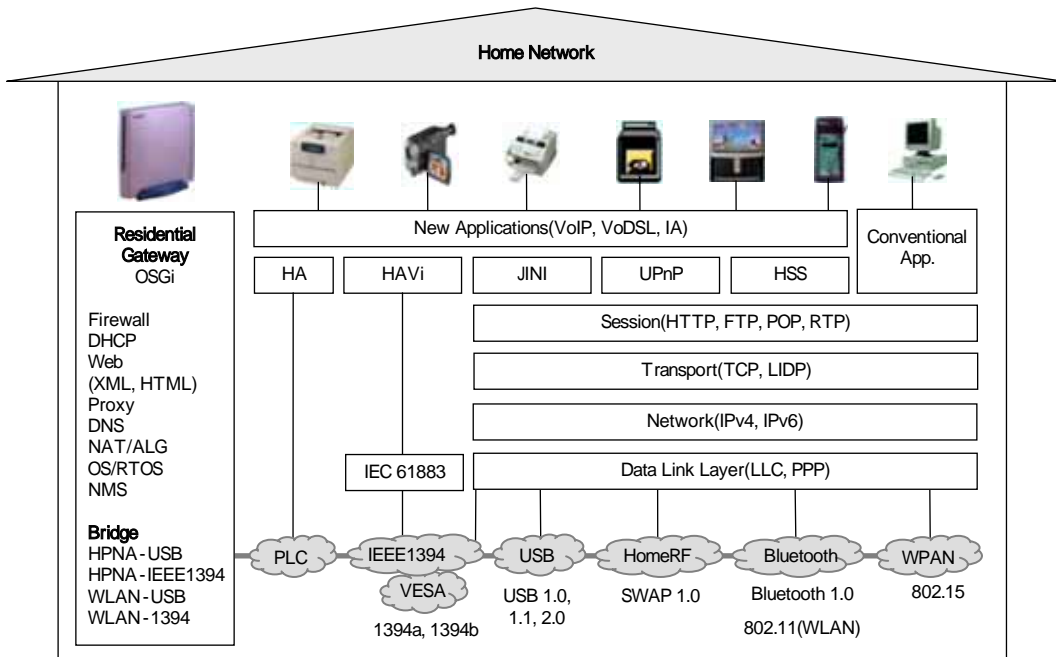 Home Network
Residential
Gateway
OSGi
Firewall
DHCP
Web
(XML, HTML)
Proxy
DNS
NAT/ALG
OS/RTOS
NMS
Bridge
HPNA-USB
HPNA-IEEE1394
WLAN-USB
WLAN-1394
New Applications(VoIP, VoDSL, IA)
Conventional
App.
HA
HAVi
JINI
UPnP
HSS
Session(HTTP, FTP, POP, RTP)
Transport(TCP, LIDP)
Network(IPv4, IPv6)
IEC 61883
Data Link Layer(LLC, PPP)
PLC
IEEE1394
USB
HomeRF
Bluetooth
WPAN
VESA
1394a, 1394b
USB 1.0,
1.1, 2.0
SWAP 1.0
Bluetooth 1.0
802.11(WLAN)
802.15